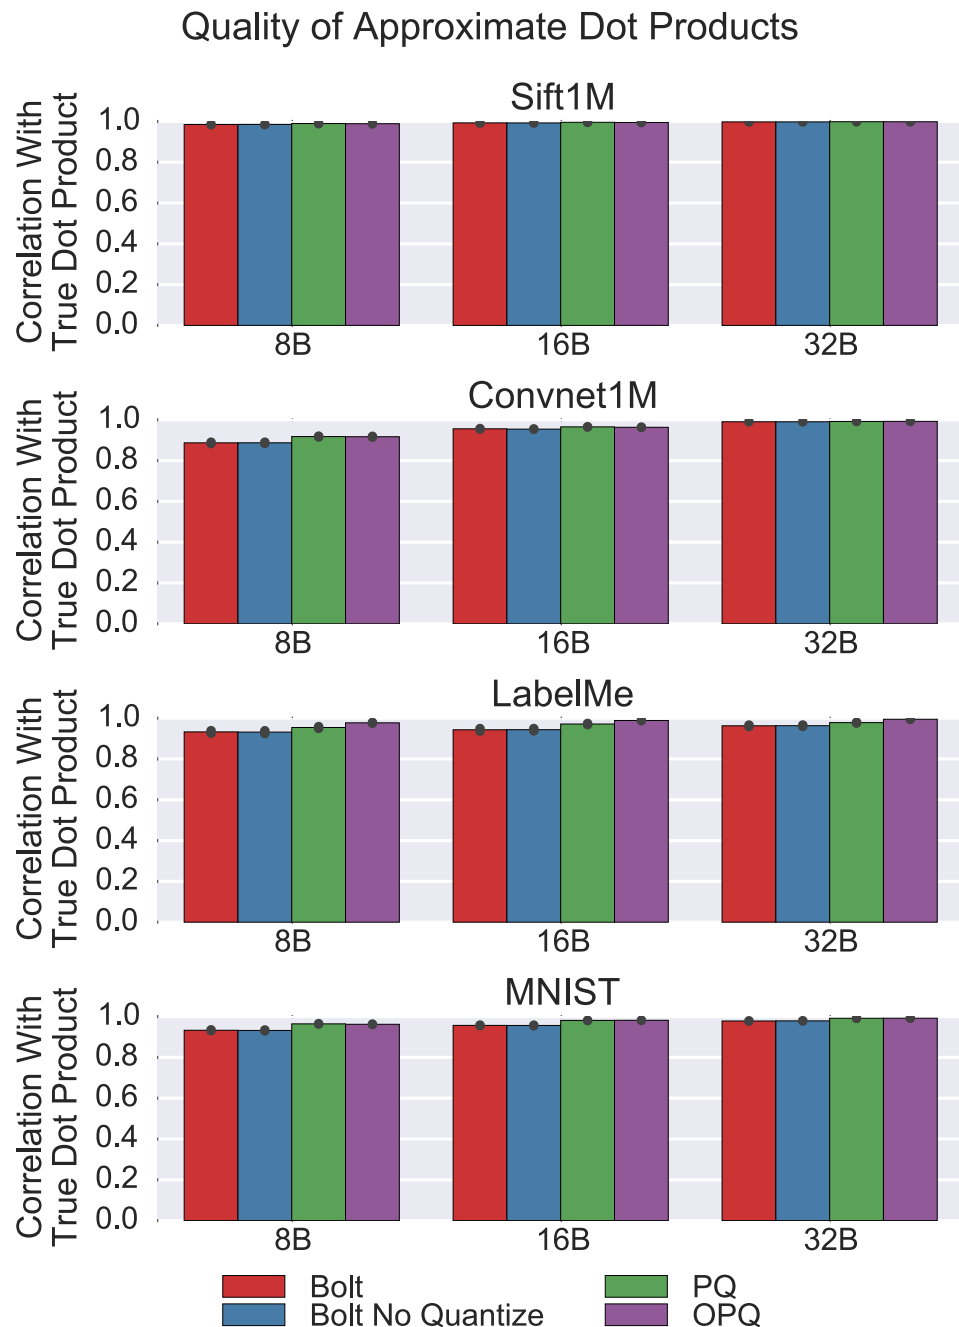 Quality of Approximate Dot Products
Sift1M
Correlation With
True Dot Product
1.0
0.8
0.6
0.4
0.2
0.0
8B
16B
32B
Convnet1M
Correlation With
True Dot Product
1.0
0.8
0.6
0.4
0.2
0.0
8B
16B
32B
LabelMe
Correlation With
True Dot Product
1.0
0.8
0.6
0.4
0.2
0.0
8B
16B
32B
MNIST
Correlation With
True Dot Product
1.0
0.8
0.6
0.4
0.2
0.0
8B
16B
32B
Bolt
Bolt No Quantize
PQ
OPQ